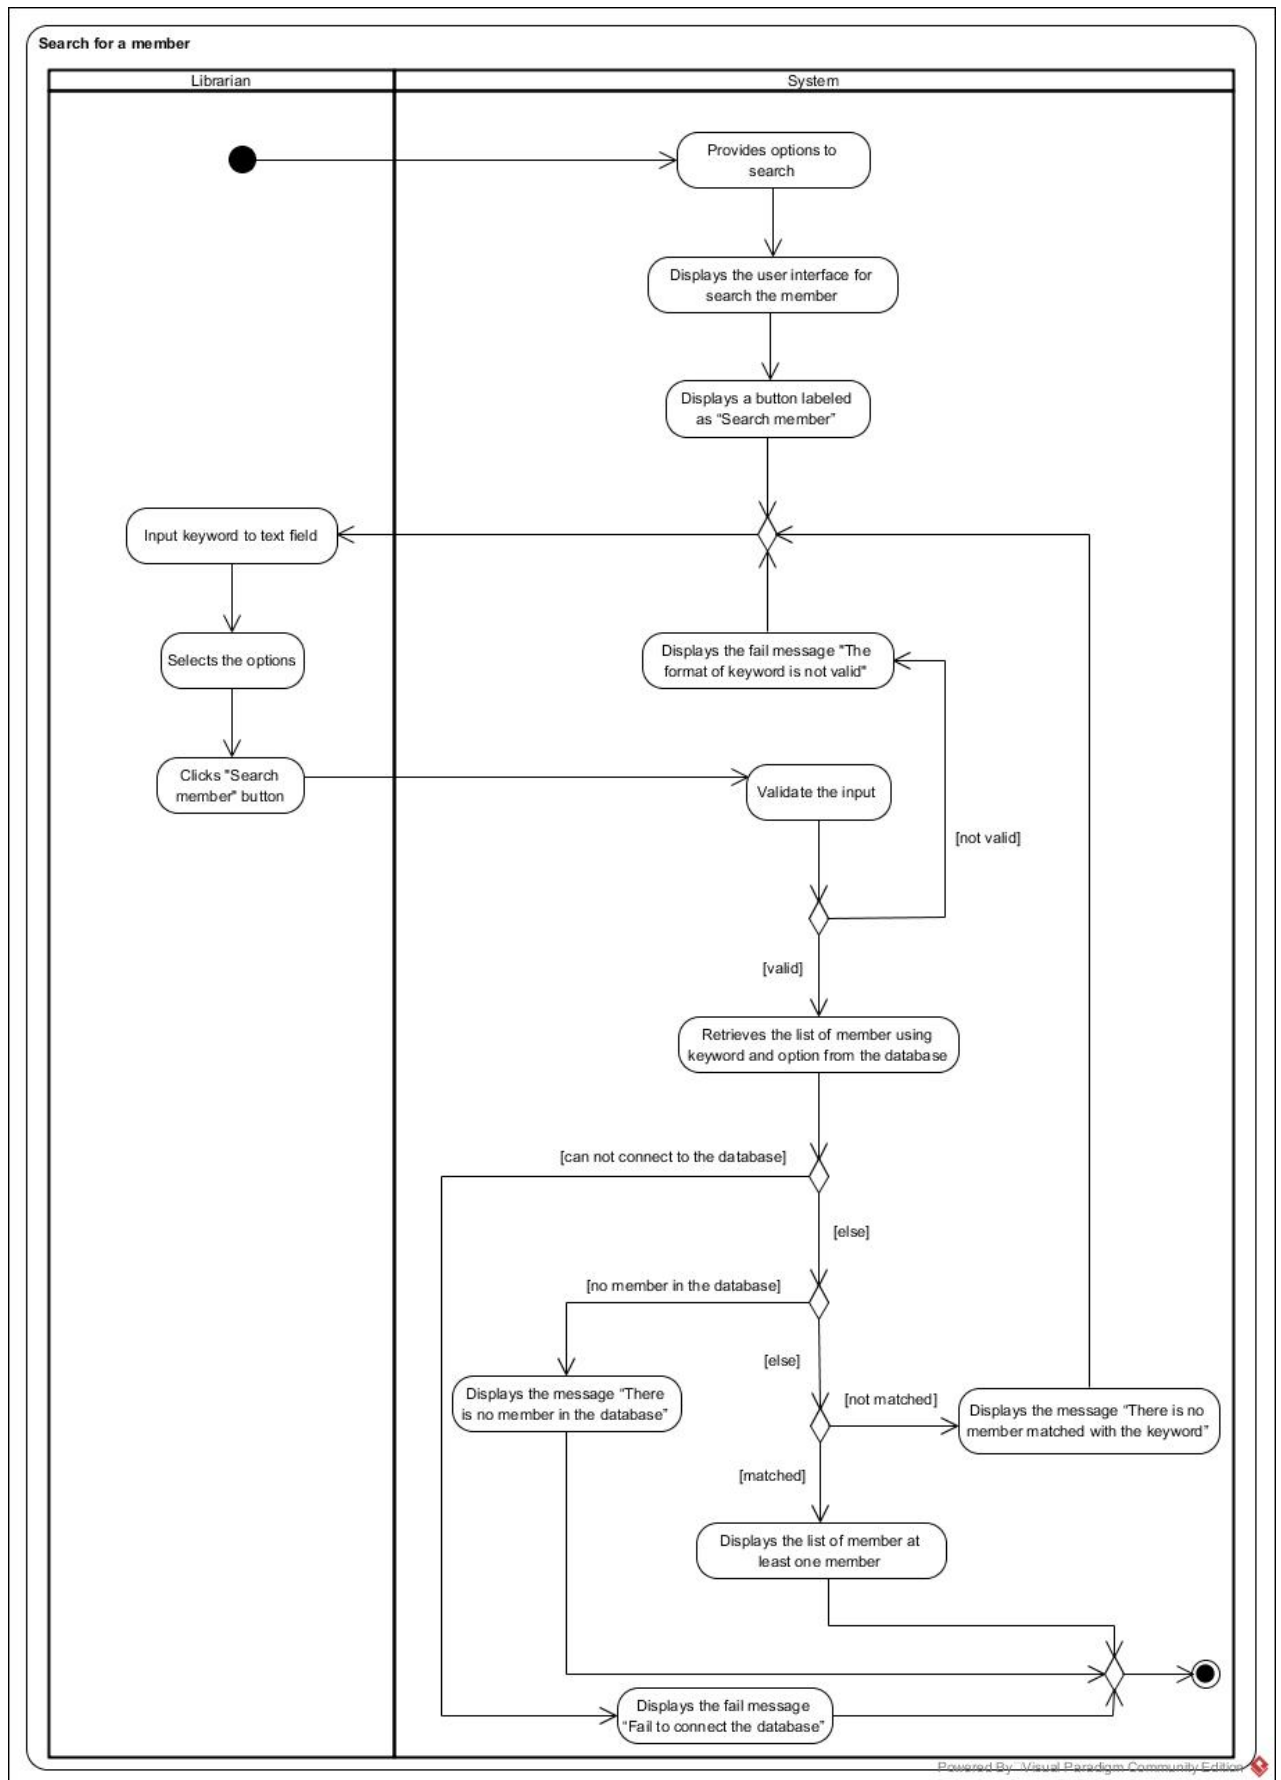 Search for a member
Librarian
System
Provides options to
search
Displays the user interface for
search the member
Displays a button labeled
as “Search member”
Input keyword to text field
Selects the options
Displays the fail message "The
format of keyword is not valid"
Clicks "Search
member" button
Validate the input
[not valid]
[valid]
Retrieves the list of member using
keyword and option from the database
[can not connect to the database]
[else]
[no member in the database]
[else]
[not matched]
Displays the message “There
is no member in the database”
Displays the message “There is no
member matched with the keyword”
[matched]
Displays the list of member at
least one member
Displays the fail message
“Fail to connect the database”
Powered By Visual Paradigm Community Edition